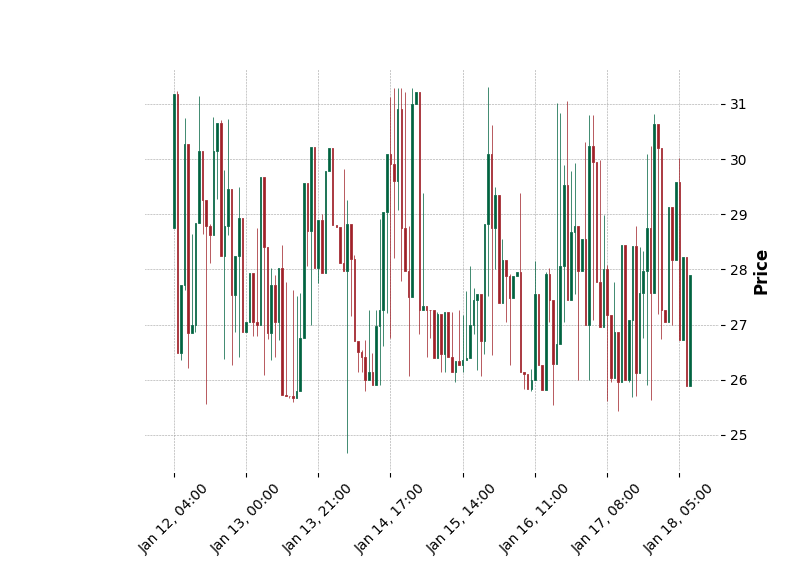 31
30
29
28
27
26
25
Price
Jan 12, 04:00
Jan 13, 00:00
Jan 13, 21:00
Jan 14, 17:00
Jan 15, 14:00
Jan 16, 11:00
Jan 17, 08:00
Jan 18, 05:00